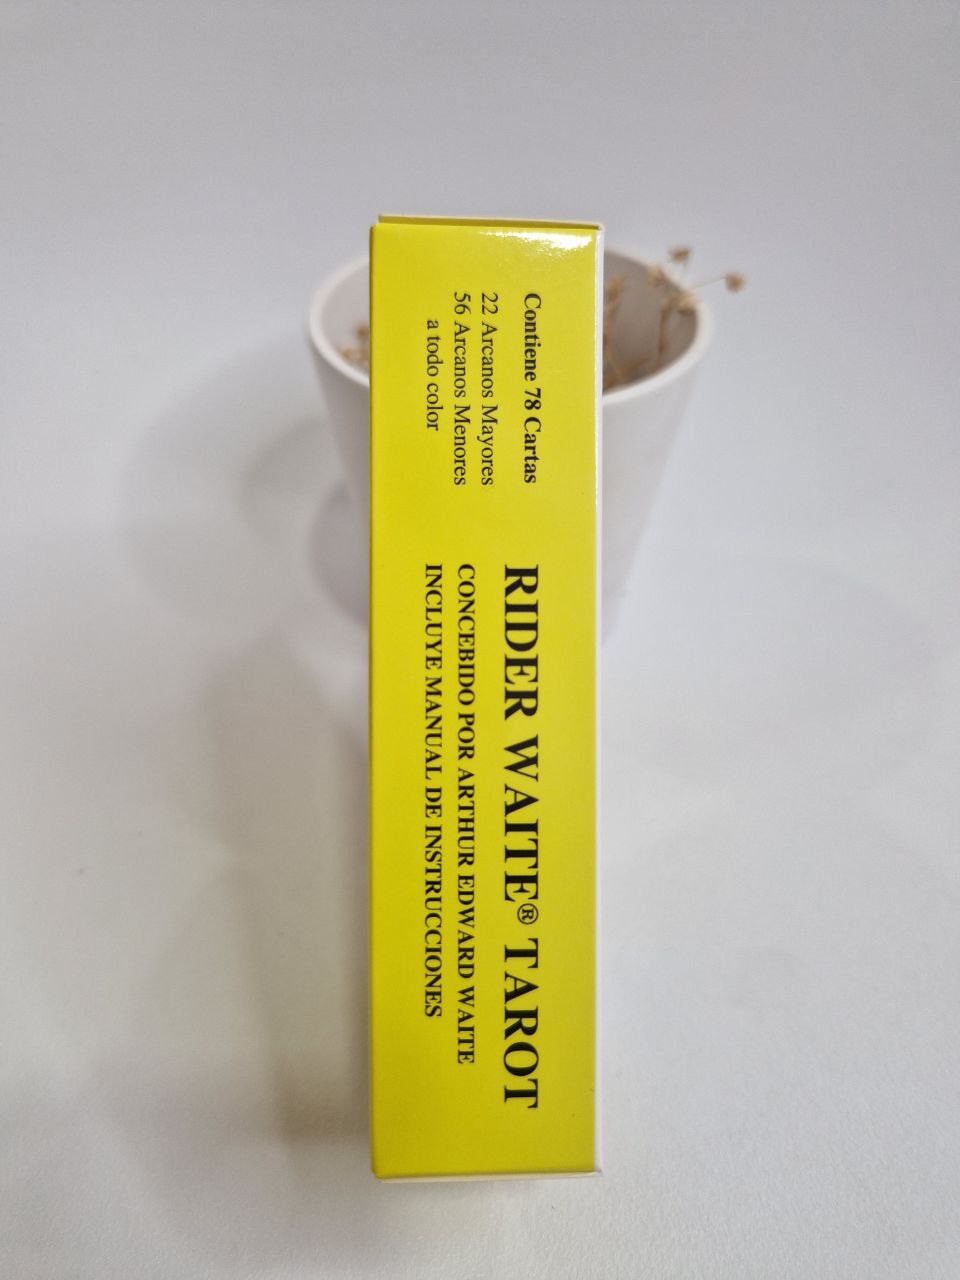 Contiene 78 Cartas
22 Arcanos Mayores
56 Arcanos Menores
a todo color
RIDER WAITE® TAROT
CONCEBIDO POR ARTHUR EDWARD WAITE
INCLUYE MANUAL DE INSTRUCCIONES